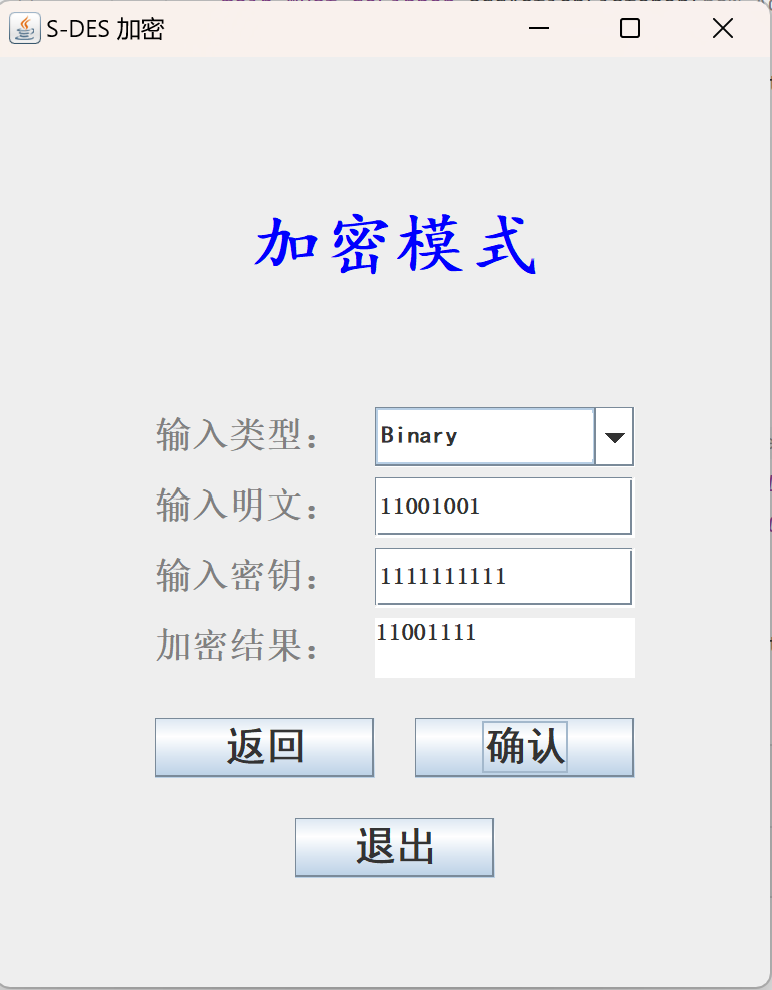 S-DES 加密
加密模式
输入类型： Binary
输入明文： 11001001
输入密钥： 1111111111
加密结果： 11001111
返回 确认
退出